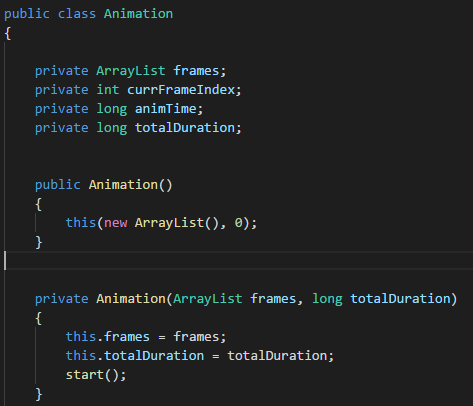 public class Animation
{
private ArrayList frames;
private int currFrameIndex;
private long animTime;
private long totalDuration;
public Animation()
{
this(new ArrayList(), 0);
}
private Animation(ArrayList frames, long totalDuration)
{
this.frames = frames;
this.totalDuration = totalDuration;
start();
}